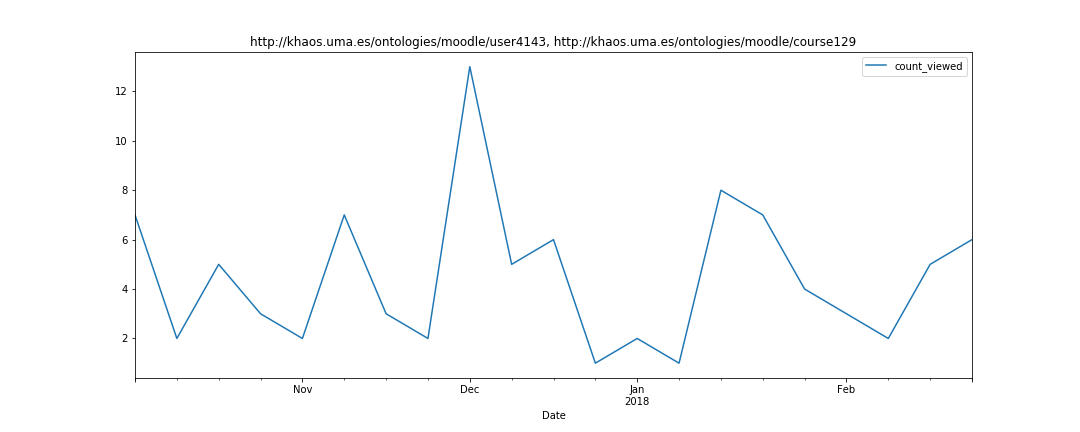 http://khaos.uma.es/ontologies/moodle/user4143, http://khaos.uma.es/ontologies/moodle/course129
count_viewed
12
10
8
6
4
2
Nov
Dec
Jan
2018
Feb
Date